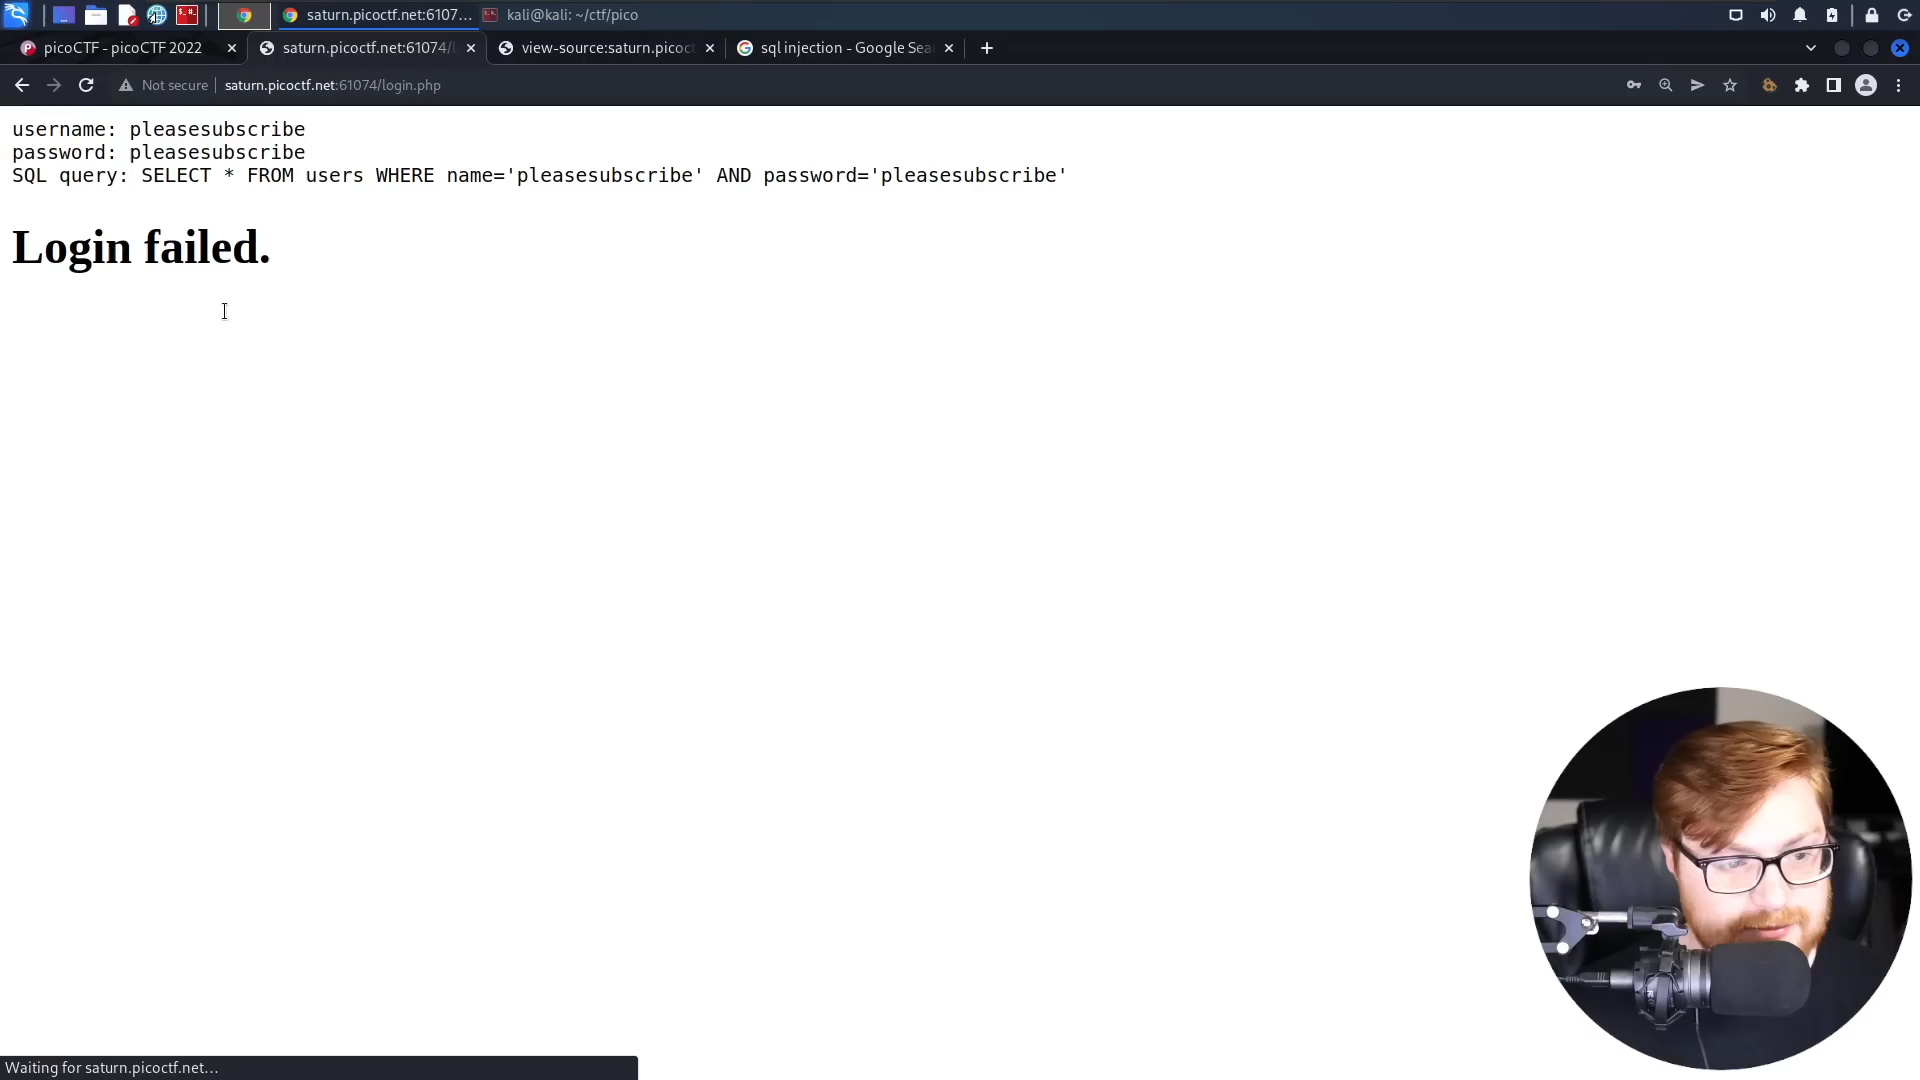 saturn.picoctf.net:6107...
kali@kali: ~/ctf/pico
picoCTF - picoCTF 2022
saturn.picoctf.net:61074/l
view-source:saturn.picoct
sql injection - Google Sea
Not secure
saturn.picoctf.net:61074/login.php
username: pleasesubscribe
password: pleasesubscribe
SQL query: SELECT * FROM users WHERE name='pleasesubscribe' AND password='pleasesubscribe'
Login failed.
Waiting for saturn.picoctf.net...